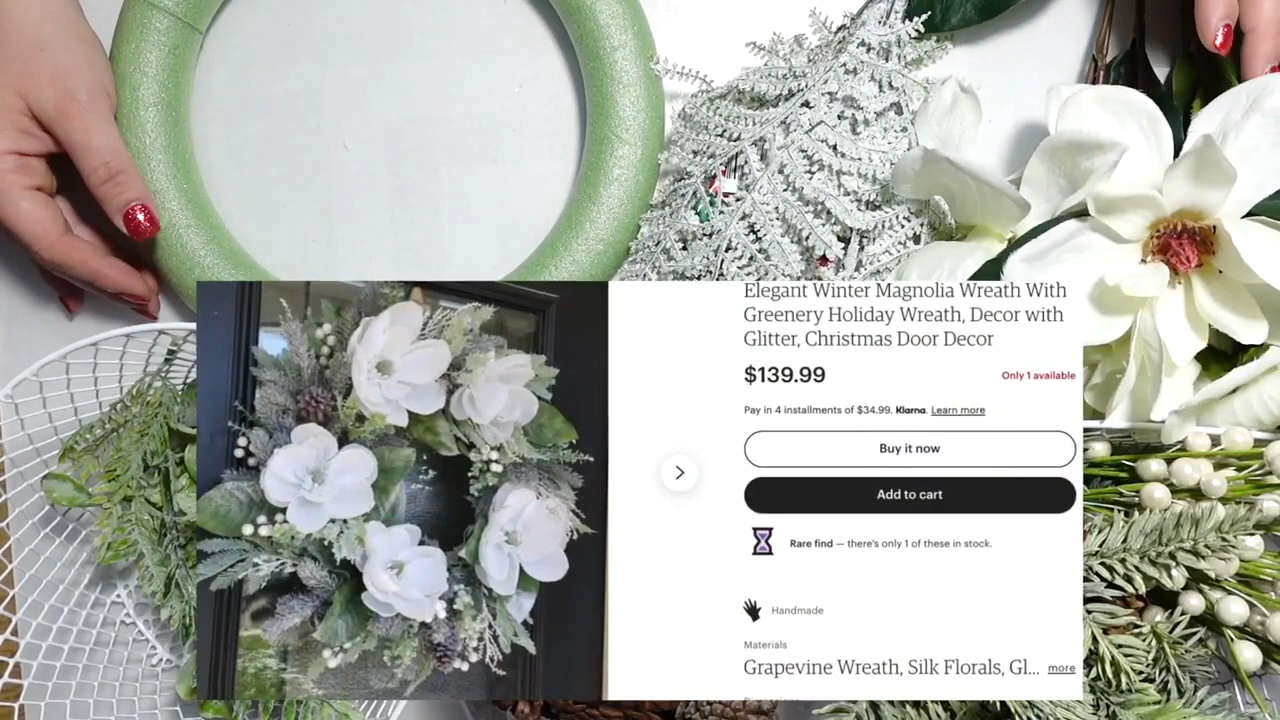 Elegant Winter Magnolia Wreath With
Greenery Holiday Wreath, Decor with
Glitter, Christmas Door Decor
$139.99
Only 1 available
Pay in 4 installments of $34.99. Klarna. Learn more
Buy it now
Add to cart
Rare find — there's only 1 of these in stock.
Handmade
Materials
Grapevine Wreath, Silk Florals, Gl... more